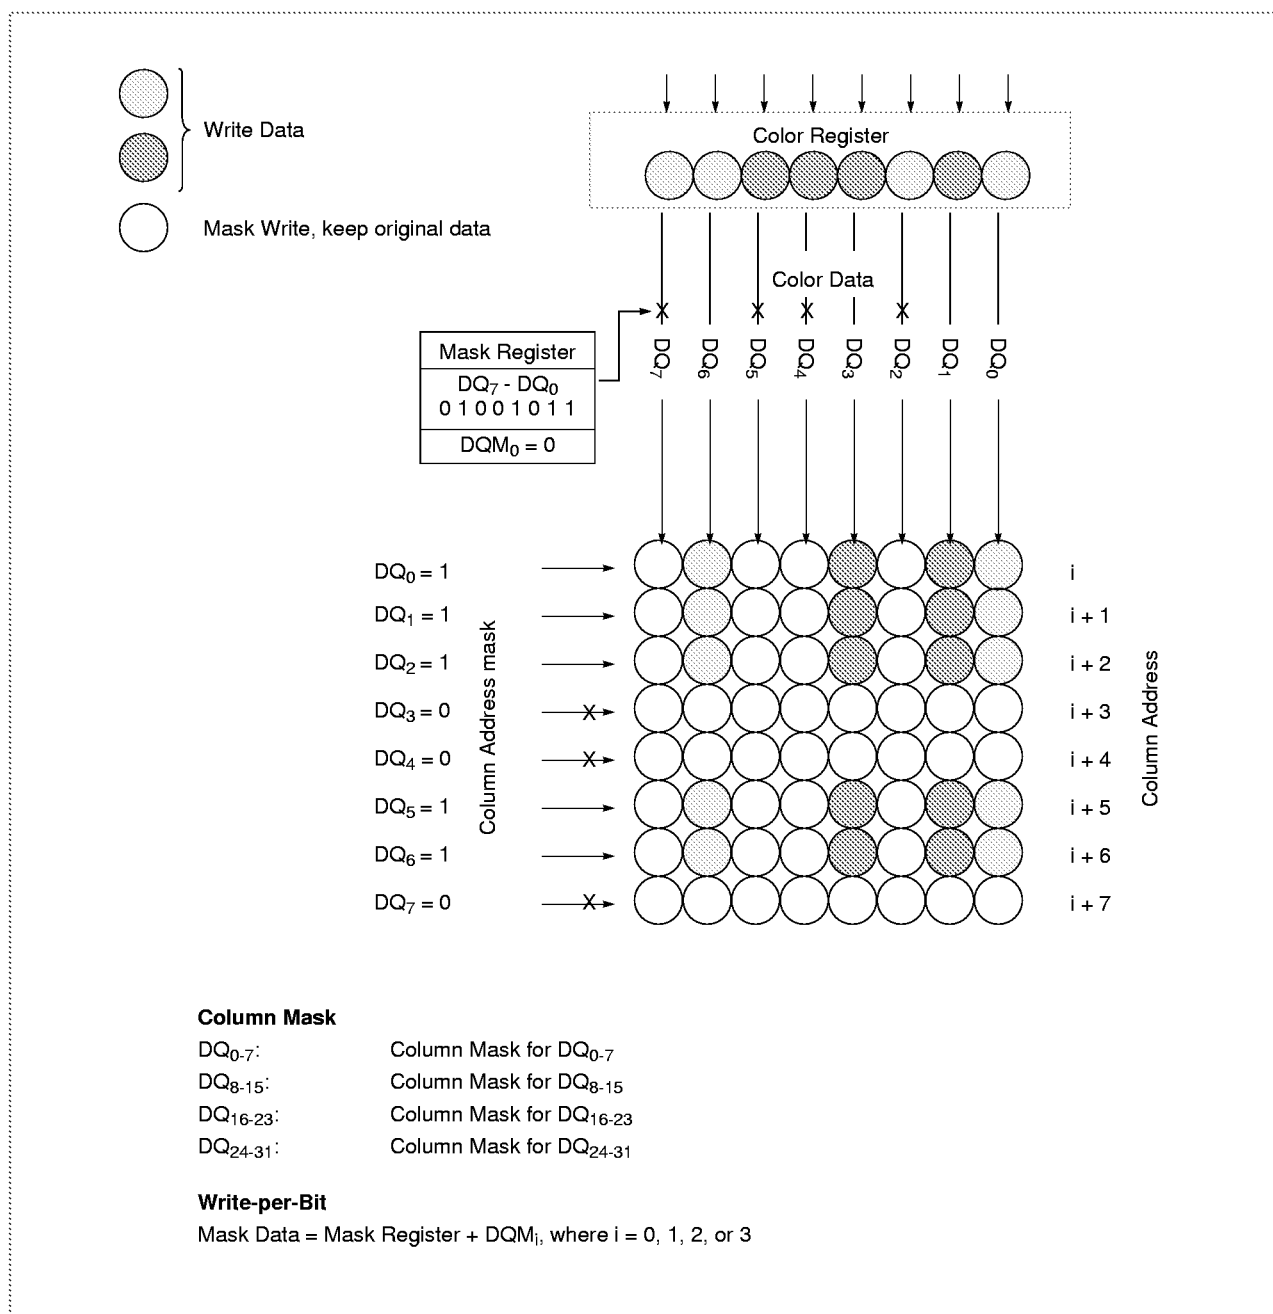 Write Data
Mask Write, keep original data
Color Register
Color Data
X X X X
DQ7 DQ6 DQ5 DQ4 DQ3 DQ2 DQ1 DQ0
Mask Register
DQ7 - DQ0
0 1 0 0 1 0 1 1
DQM0 = 0
Column Address mask
DQ0 = 1 i
DQ1 = 1 i + 1
DQ2 = 1 i + 2
DQ3 = 0 X i + 3
DQ4 = 0 X i + 4
DQ5 = 1 i + 5
DQ6 = 1 i + 6
DQ7 = 0 X i + 7
Column Address
Column Mask
DQ0-7: Column Mask for DQ0-7
DQ8-15: Column Mask for DQ8-15
DQ16-23: Column Mask for DQ16-23
DQ24-31: Column Mask for DQ24-31
Write-per-Bit
Mask Data = Mask Register + DQMi, where i = 0, 1, 2, or 3